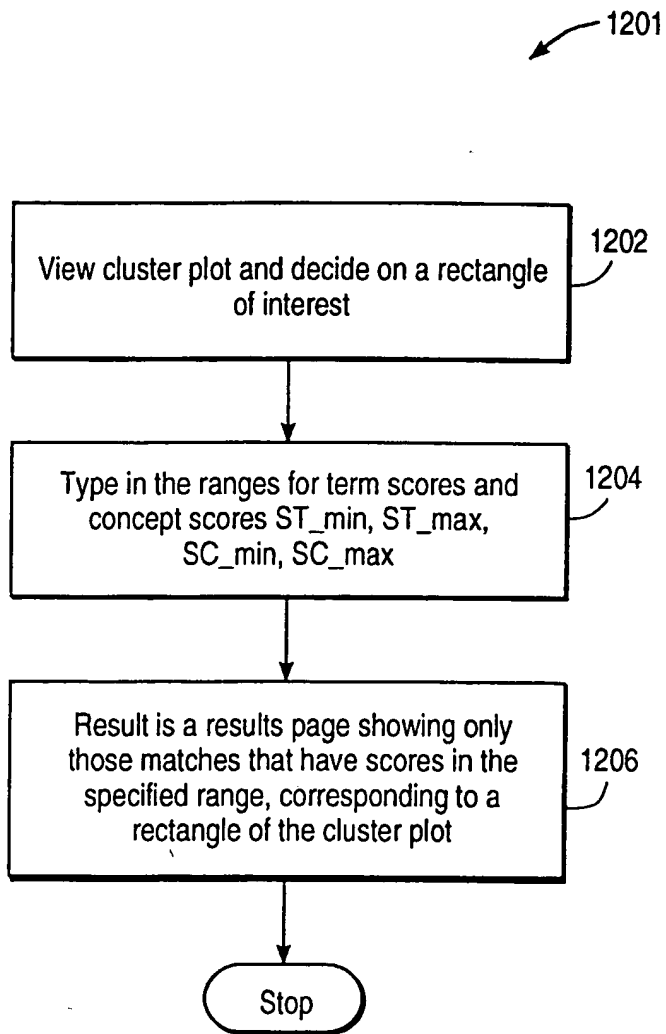 1201
View cluster plot and decide on a rectangle
of interest
1202
Type in the ranges for term scores and
concept scores ST_min, ST_max,
SC_min, SC_max
1204
Result is a results page showing only
those matches that have scores in the
specified range, corresponding to a
rectangle of the cluster plot
1206
Stop